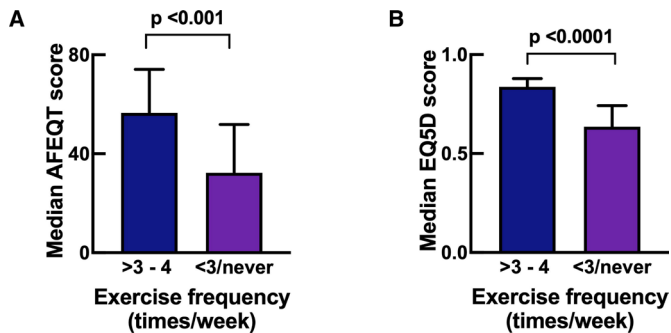 A
p <0.001
Median AFEQT score
80
40
0
>3 - 4
<3/never
Exercise frequency
(times/week)
B
p <0.0001
Median EQ5D score
1.0
0.5
0.0
>3 - 4
<3/never
Exercise frequency
(times/week)